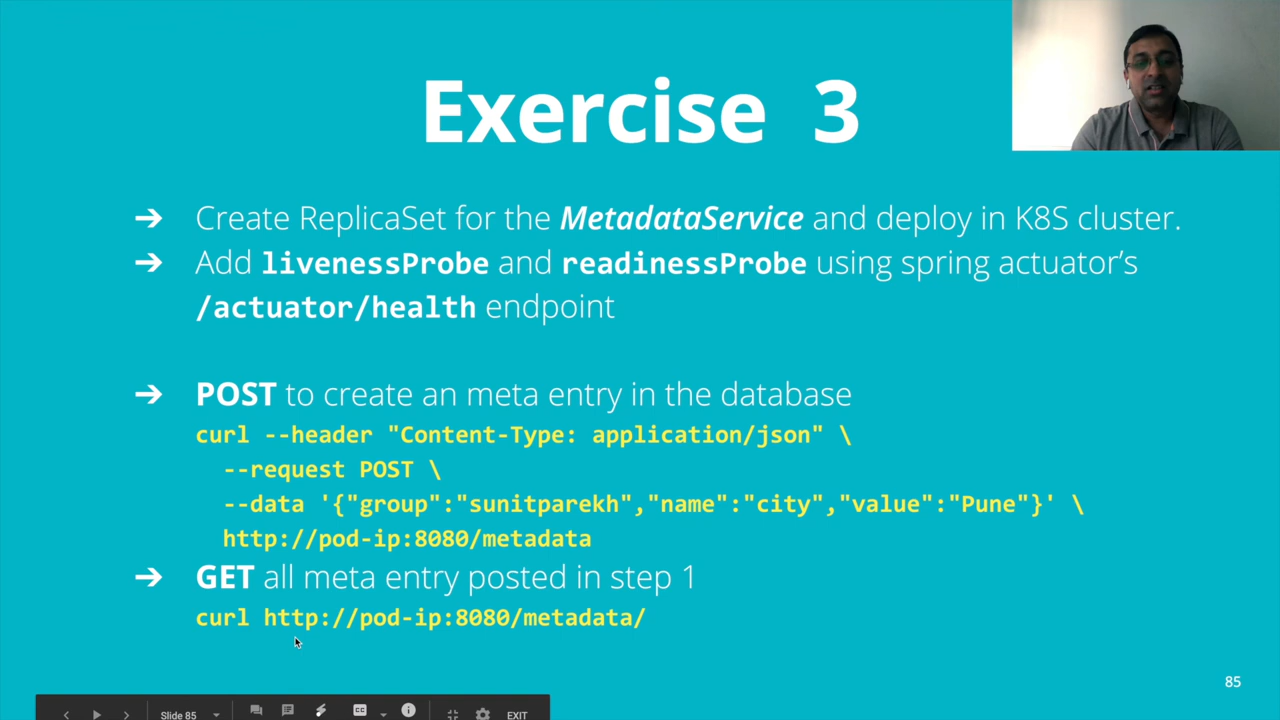 Exercise 3
➔ Create ReplicaSet for the MetadataService and deploy in K8S cluster.
➔ Add livenessProbe and readinessProbe using spring actuator’s
/actuator/health endpoint
➔ POST to create an meta entry in the database
curl --header "Content-Type: application/json" \
--request POST \
--data '{"group":"sunitparekh","name":"city","value":"Pune"}' \
http://pod-ip:8080/metadata
➔ GET all meta entry posted in step 1
curl http://pod-ip:8080/metadata/
85
Slide 85
CC
EXIT